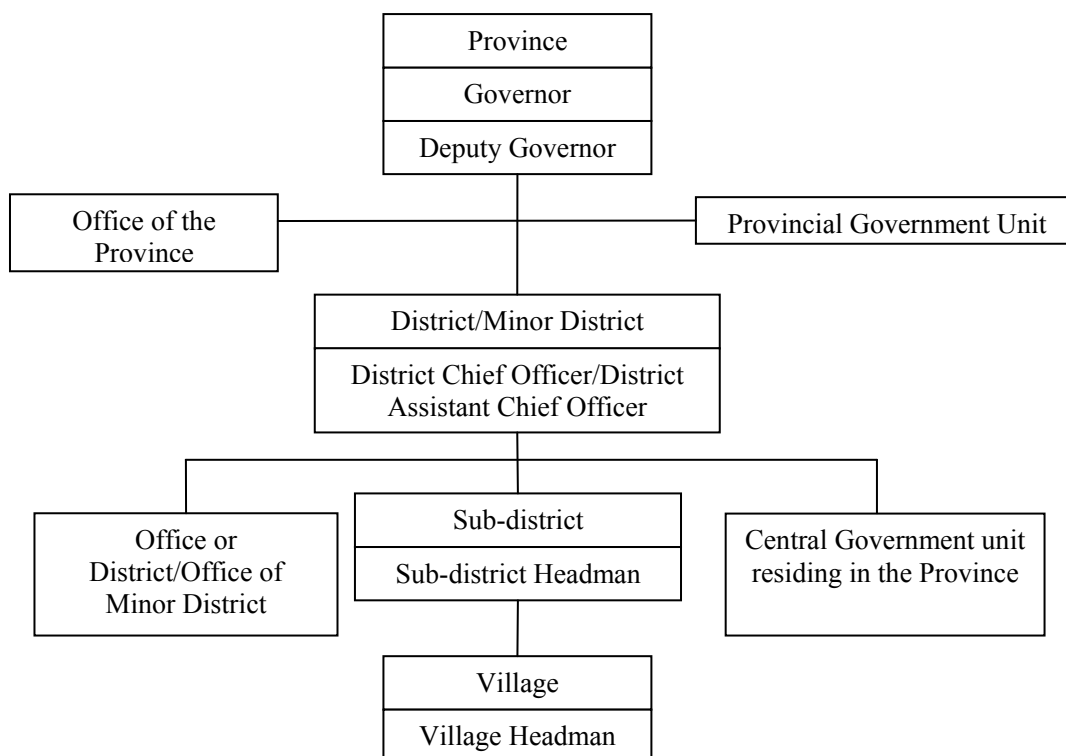 Province
Governor
Deputy Governor
Office of the
Province
Provincial Government Unit
District/Minor District
District Chief Officer/District
Assistant Chief Officer
Office or
District/Office of
Minor District
Sub-district
Sub-district Headman
Central Government unit
residing in the Province
Village
Village Headman